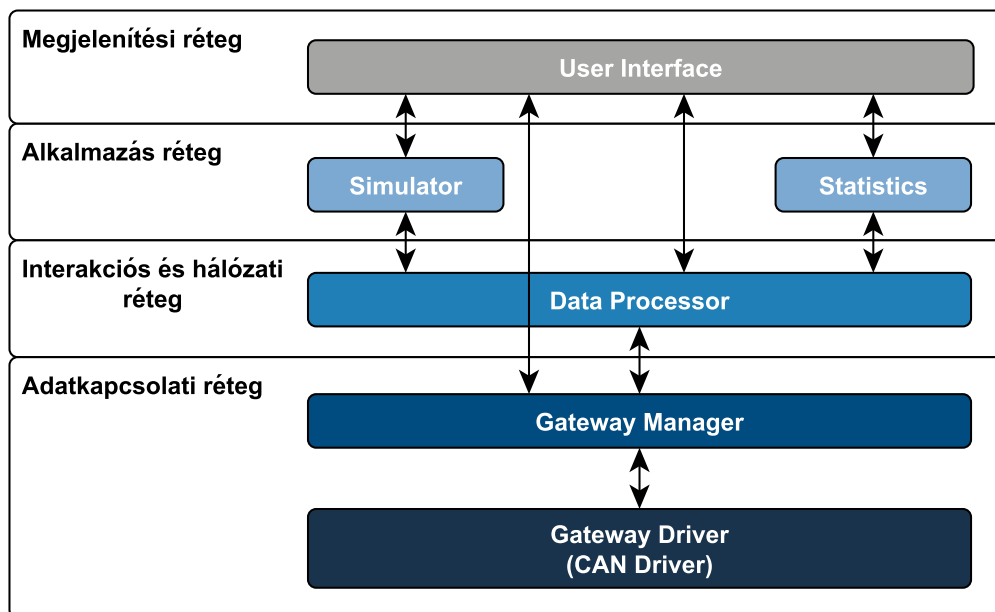 Megjelenítési réteg
User Interface
Alkalmazás réteg
Simulator
Statistics
Interakciós és hálózati
réteg
Data Processor
Adatkapcsolati réteg
Gateway Manager
Gateway Driver
(CAN Driver)